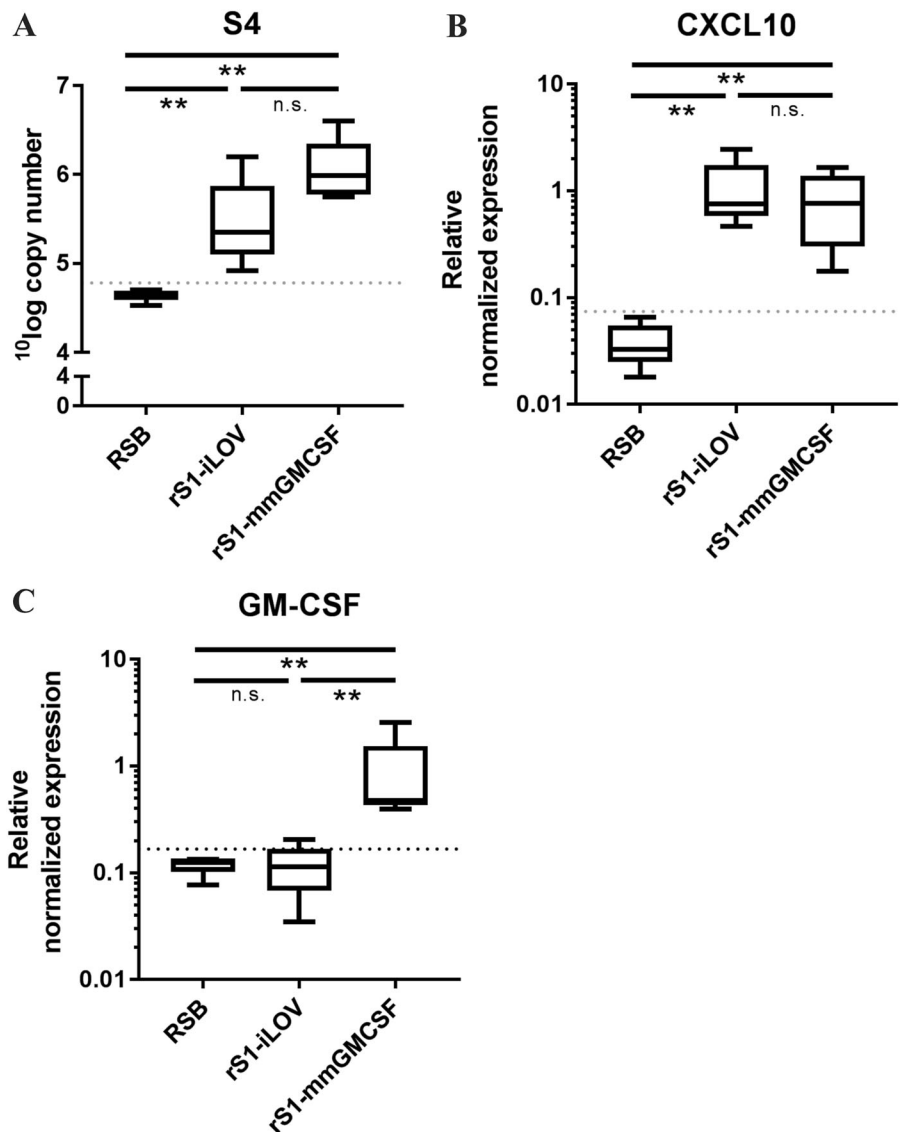 A
S4
**
** n.s.
¹⁰log copy number
7
6
5
4
4
0
RSB
rS1-iLOV
rS1-mmGMCSF
B
CXCL10
**
** n.s.
Relative
normalized expression
10
1
0.1
0.01
RSB
rS1-iLOV
rS1-mmGMCSF
C
GM-CSF
**
n.s. **
Relative
normalized expression
10
1
0.1
0.01
RSB
rS1-iLOV
rS1-mmGMCSF